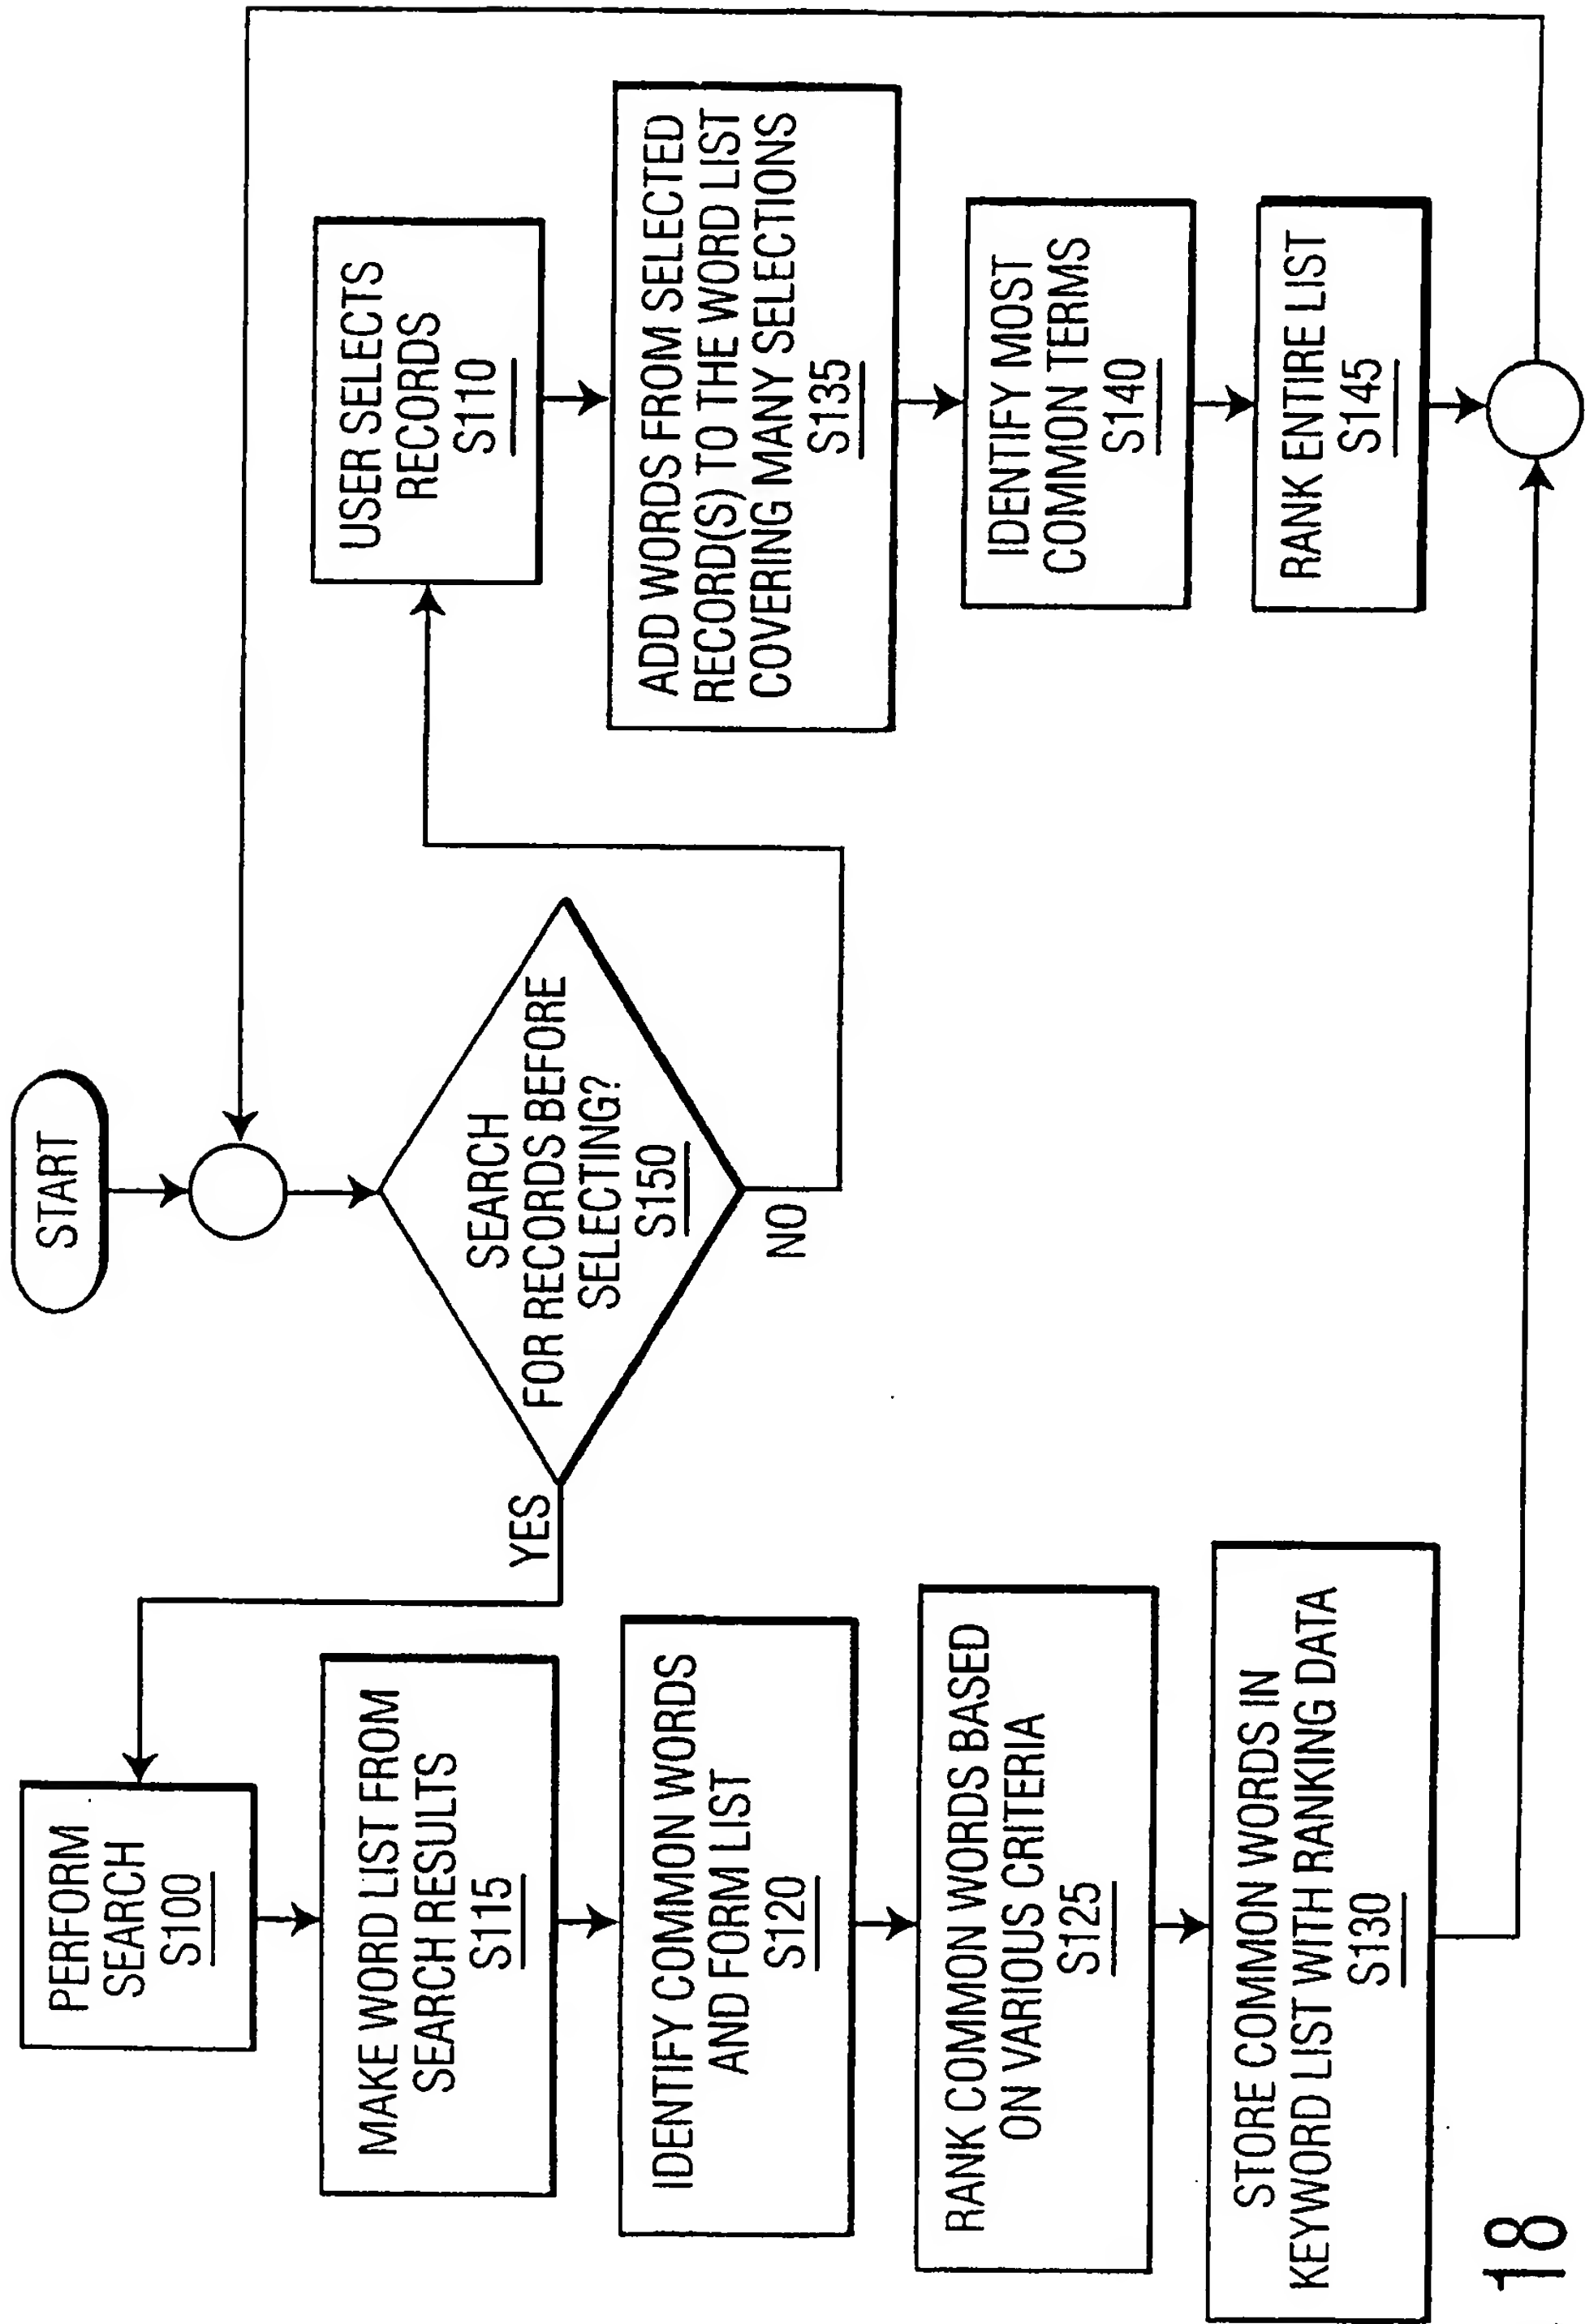 START
SEARCH
FOR RECORDS BEFORE
SELECTING?
S150
YES
NO
PERFORM
SEARCH
S100
MAKE WORD LIST FROM
SEARCH RESULTS
S115
IDENTIFY COMMON WORDS
AND FORM LIST
S120
RANK COMMON WORDS BASED
ON VARIOUS CRITERIA
S125
STORE COMMON WORDS IN
KEYWORD LIST WITH RANKING DATA
S130
USER SELECTS
RECORDS
S110
ADD WORDS FROM SELECTED
RECORD(S) TO THE WORD LIST
COVERING MANY SELECTIONS
S135
IDENTIFY MOST
COMMON TERMS
S140
RANK ENTIRE LIST
S145
18